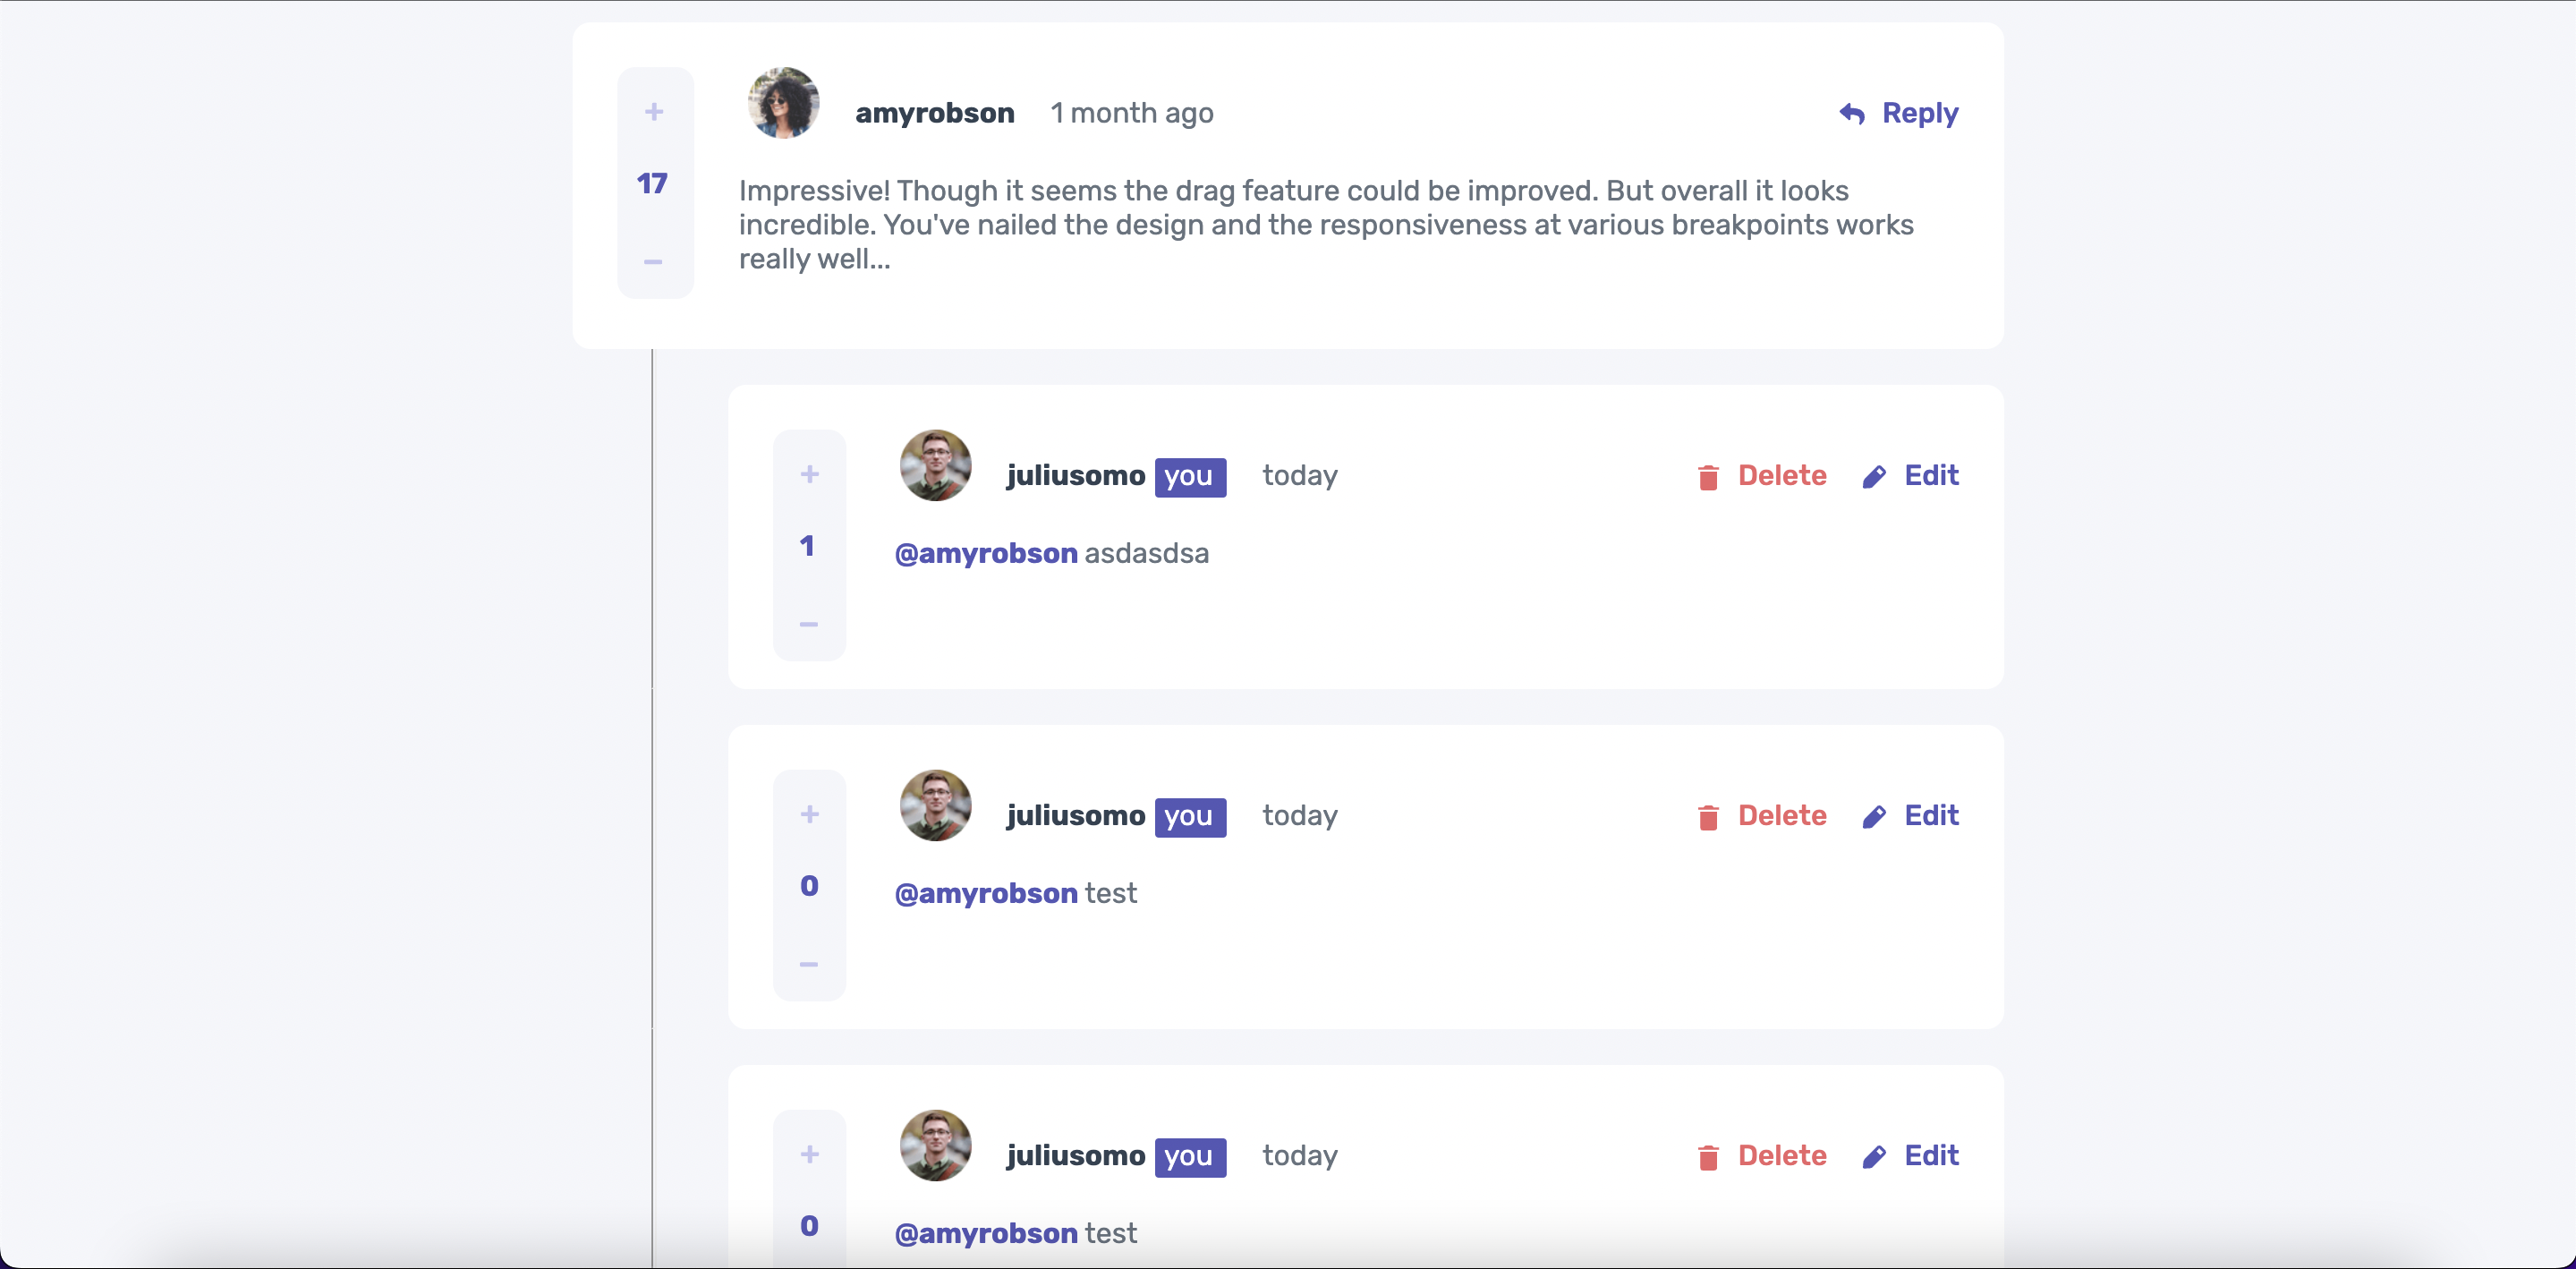 +
17
−
amyrobson 1 month ago
Reply
Impressive! Though it seems the drag feature could be improved. But overall it looks
incredible. You've nailed the design and the responsiveness at various breakpoints works
really well...
+
1
−
juliusomo you today
Delete Edit
@amyrobson asdasdsa
+
0
−
juliusomo you today
Delete Edit
@amyrobson test
+
0
juliusomo you today
Delete Edit
@amyrobson test